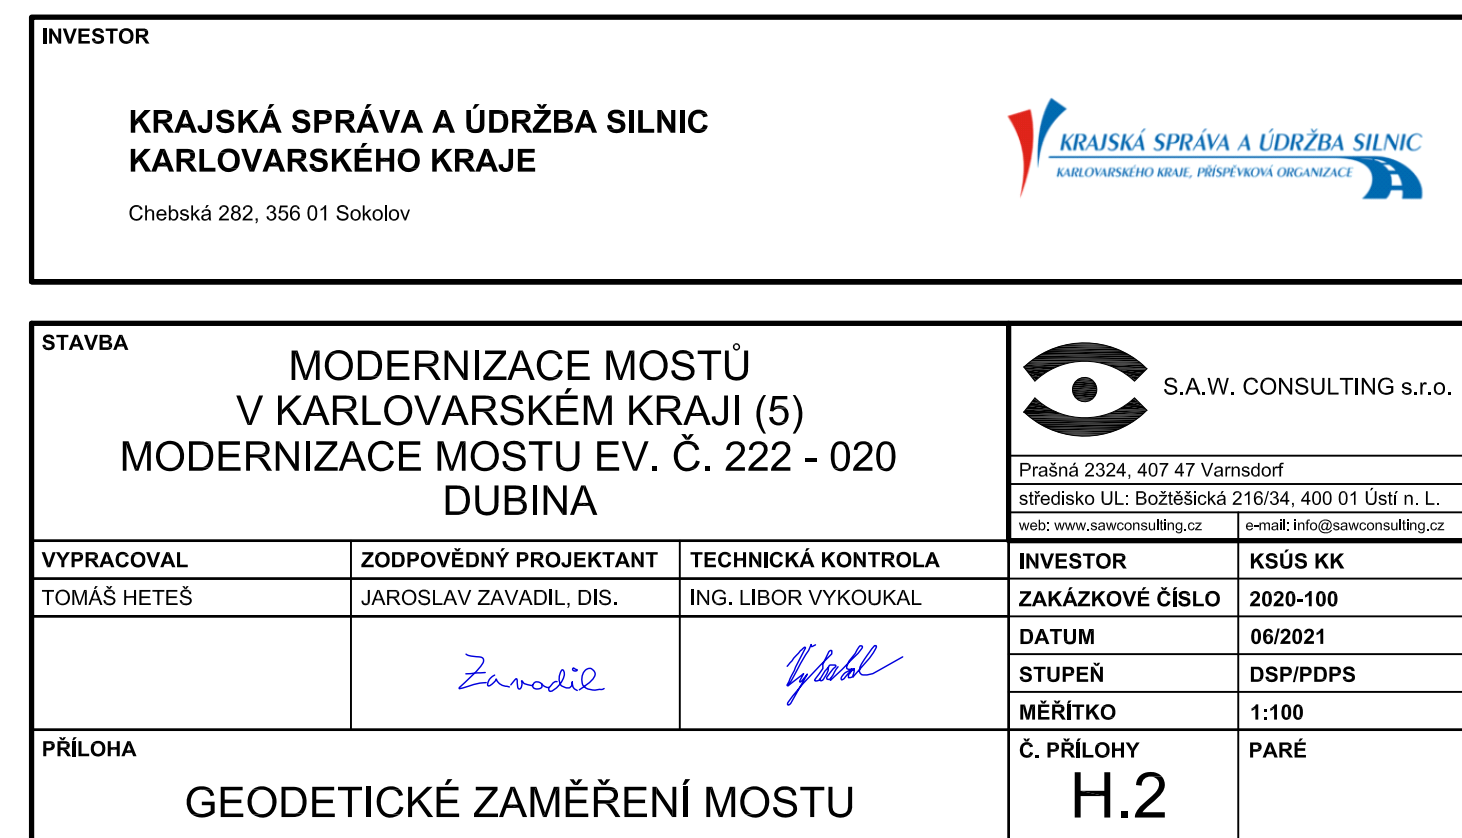 INVESTOR
KRAJSKÁ SPRÁVA A ÚDRŽBA SILNIC
KARLOVARSKÉHO KRAJE
Chebská 282, 356 01 Sokolov
KRAJSKÁ SPRÁVA A ÚDRŽBA SILNIC
KARLOVARSKÉHO KRAJE, PŘÍSPĚVKOVÁ ORGANIZACE
STAVBA
MODERNIZACE MOSTŮ
V KARLOVARSKÉM KRAJI (5)
MODERNIZACE MOSTU EV. Č. 222 - 020
DUBINA
S.A.W. CONSULTING s.r.o.
Prašná 2324, 407 47 Varnsdorf
středisko UL: Božtěšická 216/34, 400 01 Ústí n. L.
web: www.sawconsulting.cz e-mail: info@sawconsulting.cz
VYPRACOVAL ZODPOVĚDNÝ PROJEKTANT TECHNICKÁ KONTROLA
TOMÁŠ HETEŠ JAROSLAV ZAVADIL, DIS. ING. LIBOR VYKOUKAL
Zavadil Vykoukal
INVESTOR KSÚS KK
ZAKÁZKOVÉ ČÍSLO 2020-100
DATUM 06/2021
STUPEŇ DSP/PDPS
MĚŘÍTKO 1:100
PŘÍLOHA
GEODETICKÉ ZAMĚŘENÍ MOSTU
Č. PŘÍLOHY PARÉ
H.2